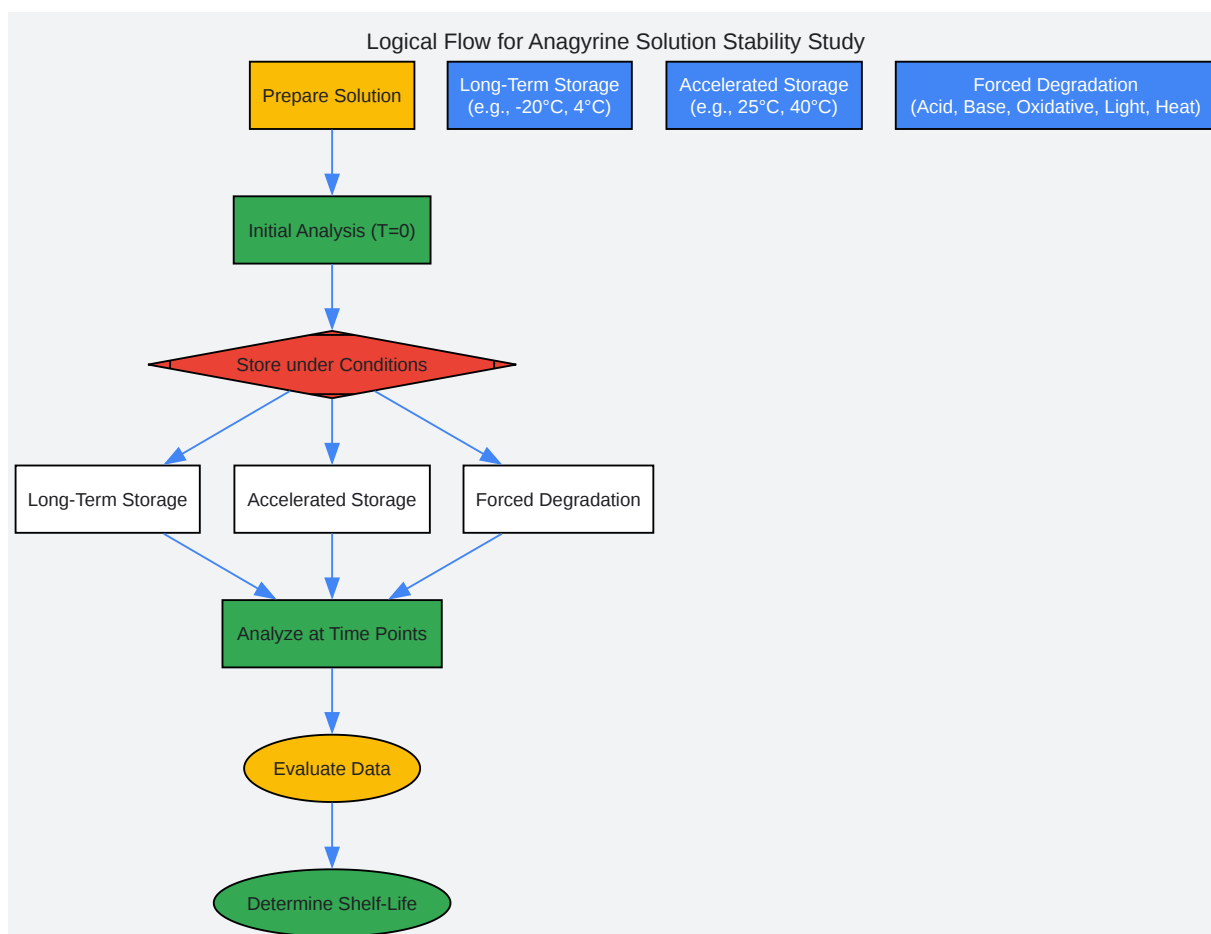 Logical Flow for Anagyrine Solution Stability Study
Prepare Solution
Long-Term Storage
(e.g., -20°C, 4°C)
Accelerated Storage
(e.g., 25°C, 40°C)
Forced Degradation
(Acid, Base, Oxidative, Light, Heat)
Initial Analysis (T=0)
Store under Conditions
Long-Term Storage
Accelerated Storage
Forced Degradation
Analyze at Time Points
Evaluate Data
Determine Shelf-Life